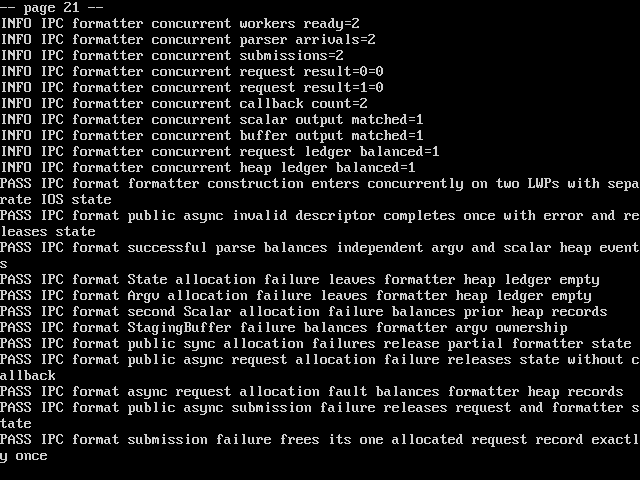 -- page 21 --
INFO IPC formatter concurrent workers ready=2
INFO IPC formatter concurrent parser arrivals=2
INFO IPC formatter concurrent submissions=2
INFO IPC formatter concurrent request result=0=0
INFO IPC formatter concurrent request result=1=0
INFO IPC formatter concurrent callback count=2
INFO IPC formatter concurrent scalar output matched=1
INFO IPC formatter concurrent buffer output matched=1
INFO IPC formatter concurrent request ledger balanced=1
INFO IPC formatter concurrent heap ledger balanced=1
PASS IPC format formatter construction enters concurrently on two LWPs with sepa
rate IOS state
PASS IPC format public async invalid descriptor completes once with error and re
leases state
PASS IPC format successful parse balances independent argv and scalar heap event
s
PASS IPC format State allocation failure leaves formatter heap ledger empty
PASS IPC format Argv allocation failure leaves formatter heap ledger empty
PASS IPC format second Scalar allocation failure balances prior heap records
PASS IPC format StagingBuffer failure balances formatter argv ownership
PASS IPC format public sync allocation failures release partial formatter state
PASS IPC format public async request allocation failure releases state without c
allback
PASS IPC format async request allocation fault balances formatter heap records
PASS IPC format public async submission failure releases request and formatter s
tate
PASS IPC format submission failure frees its one allocated request record exactl
y once